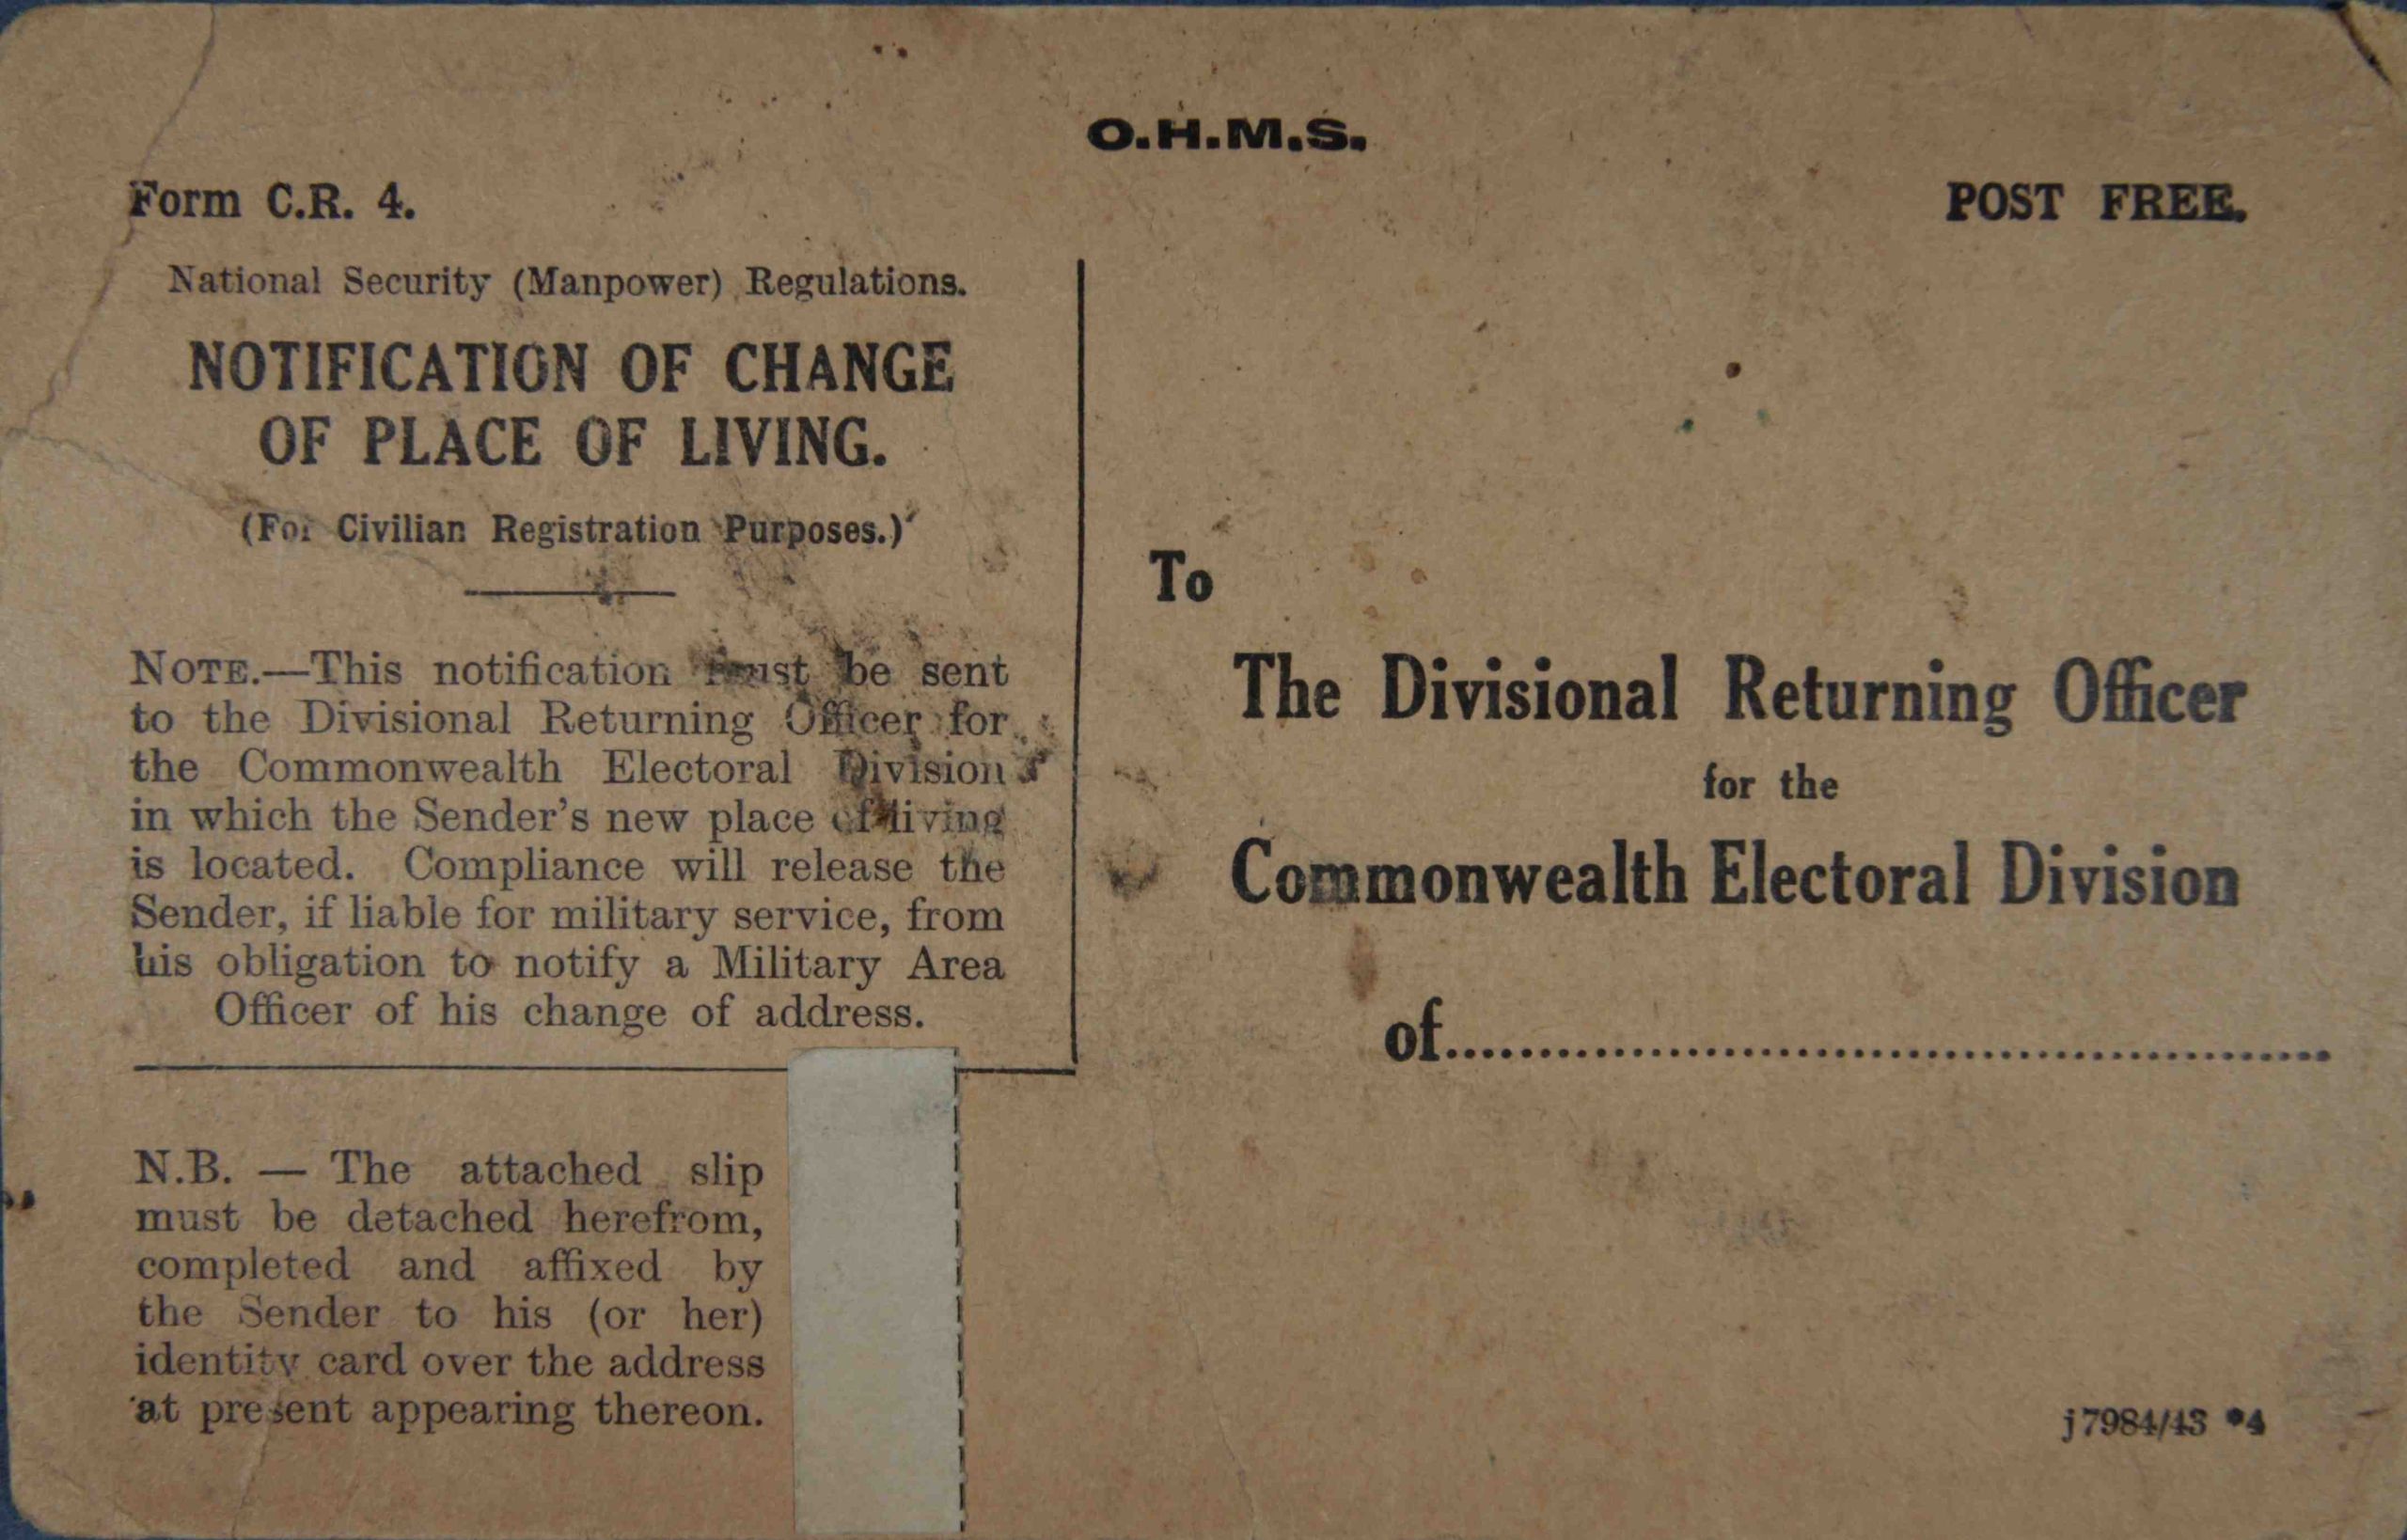 O.H.M.S.
Form C.R. 4.
POST FREE.
National Security (Manpower) Regulations.
NOTIFICATION OF CHANGE
OF PLACE OF LIVING.
(For Civilian Registration Purposes.)
NOTE.—This notification must be sent
to the Divisional Returning Officer for
the Commonwealth Electoral Division
in which the Sender's new place of living
is located. Compliance will release the
Sender, if liable for military service, from
his obligation to notify a Military Area
Officer of his change of address.
N.B. — The attached slip
must be detached herefrom,
completed and affixed by
the Sender to his (or her)
identity card over the address
at present appearing thereon.
To
The Divisional Returning Officer
for the
Commonwealth Electoral Division
of..................................................
j7984/43 *4